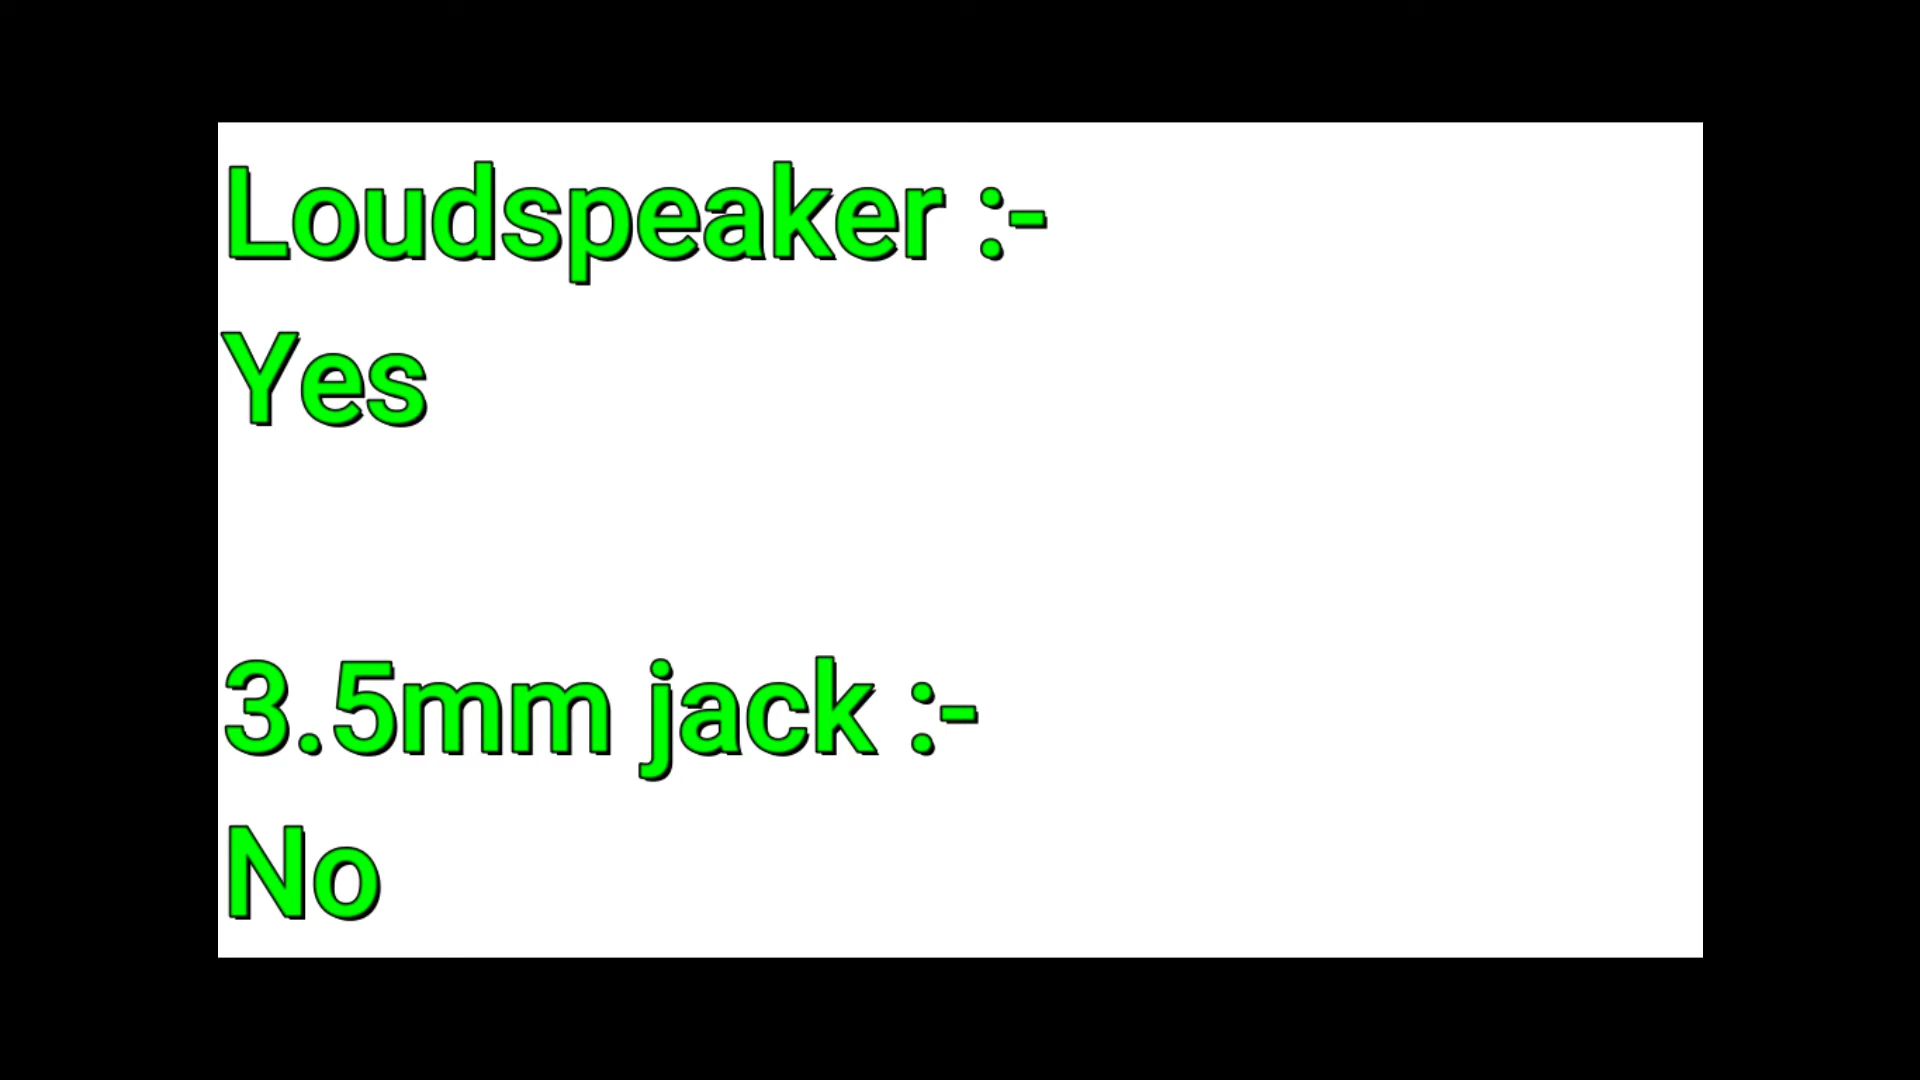 Loudspeaker :-
Yes
3.5mm jack :-
No